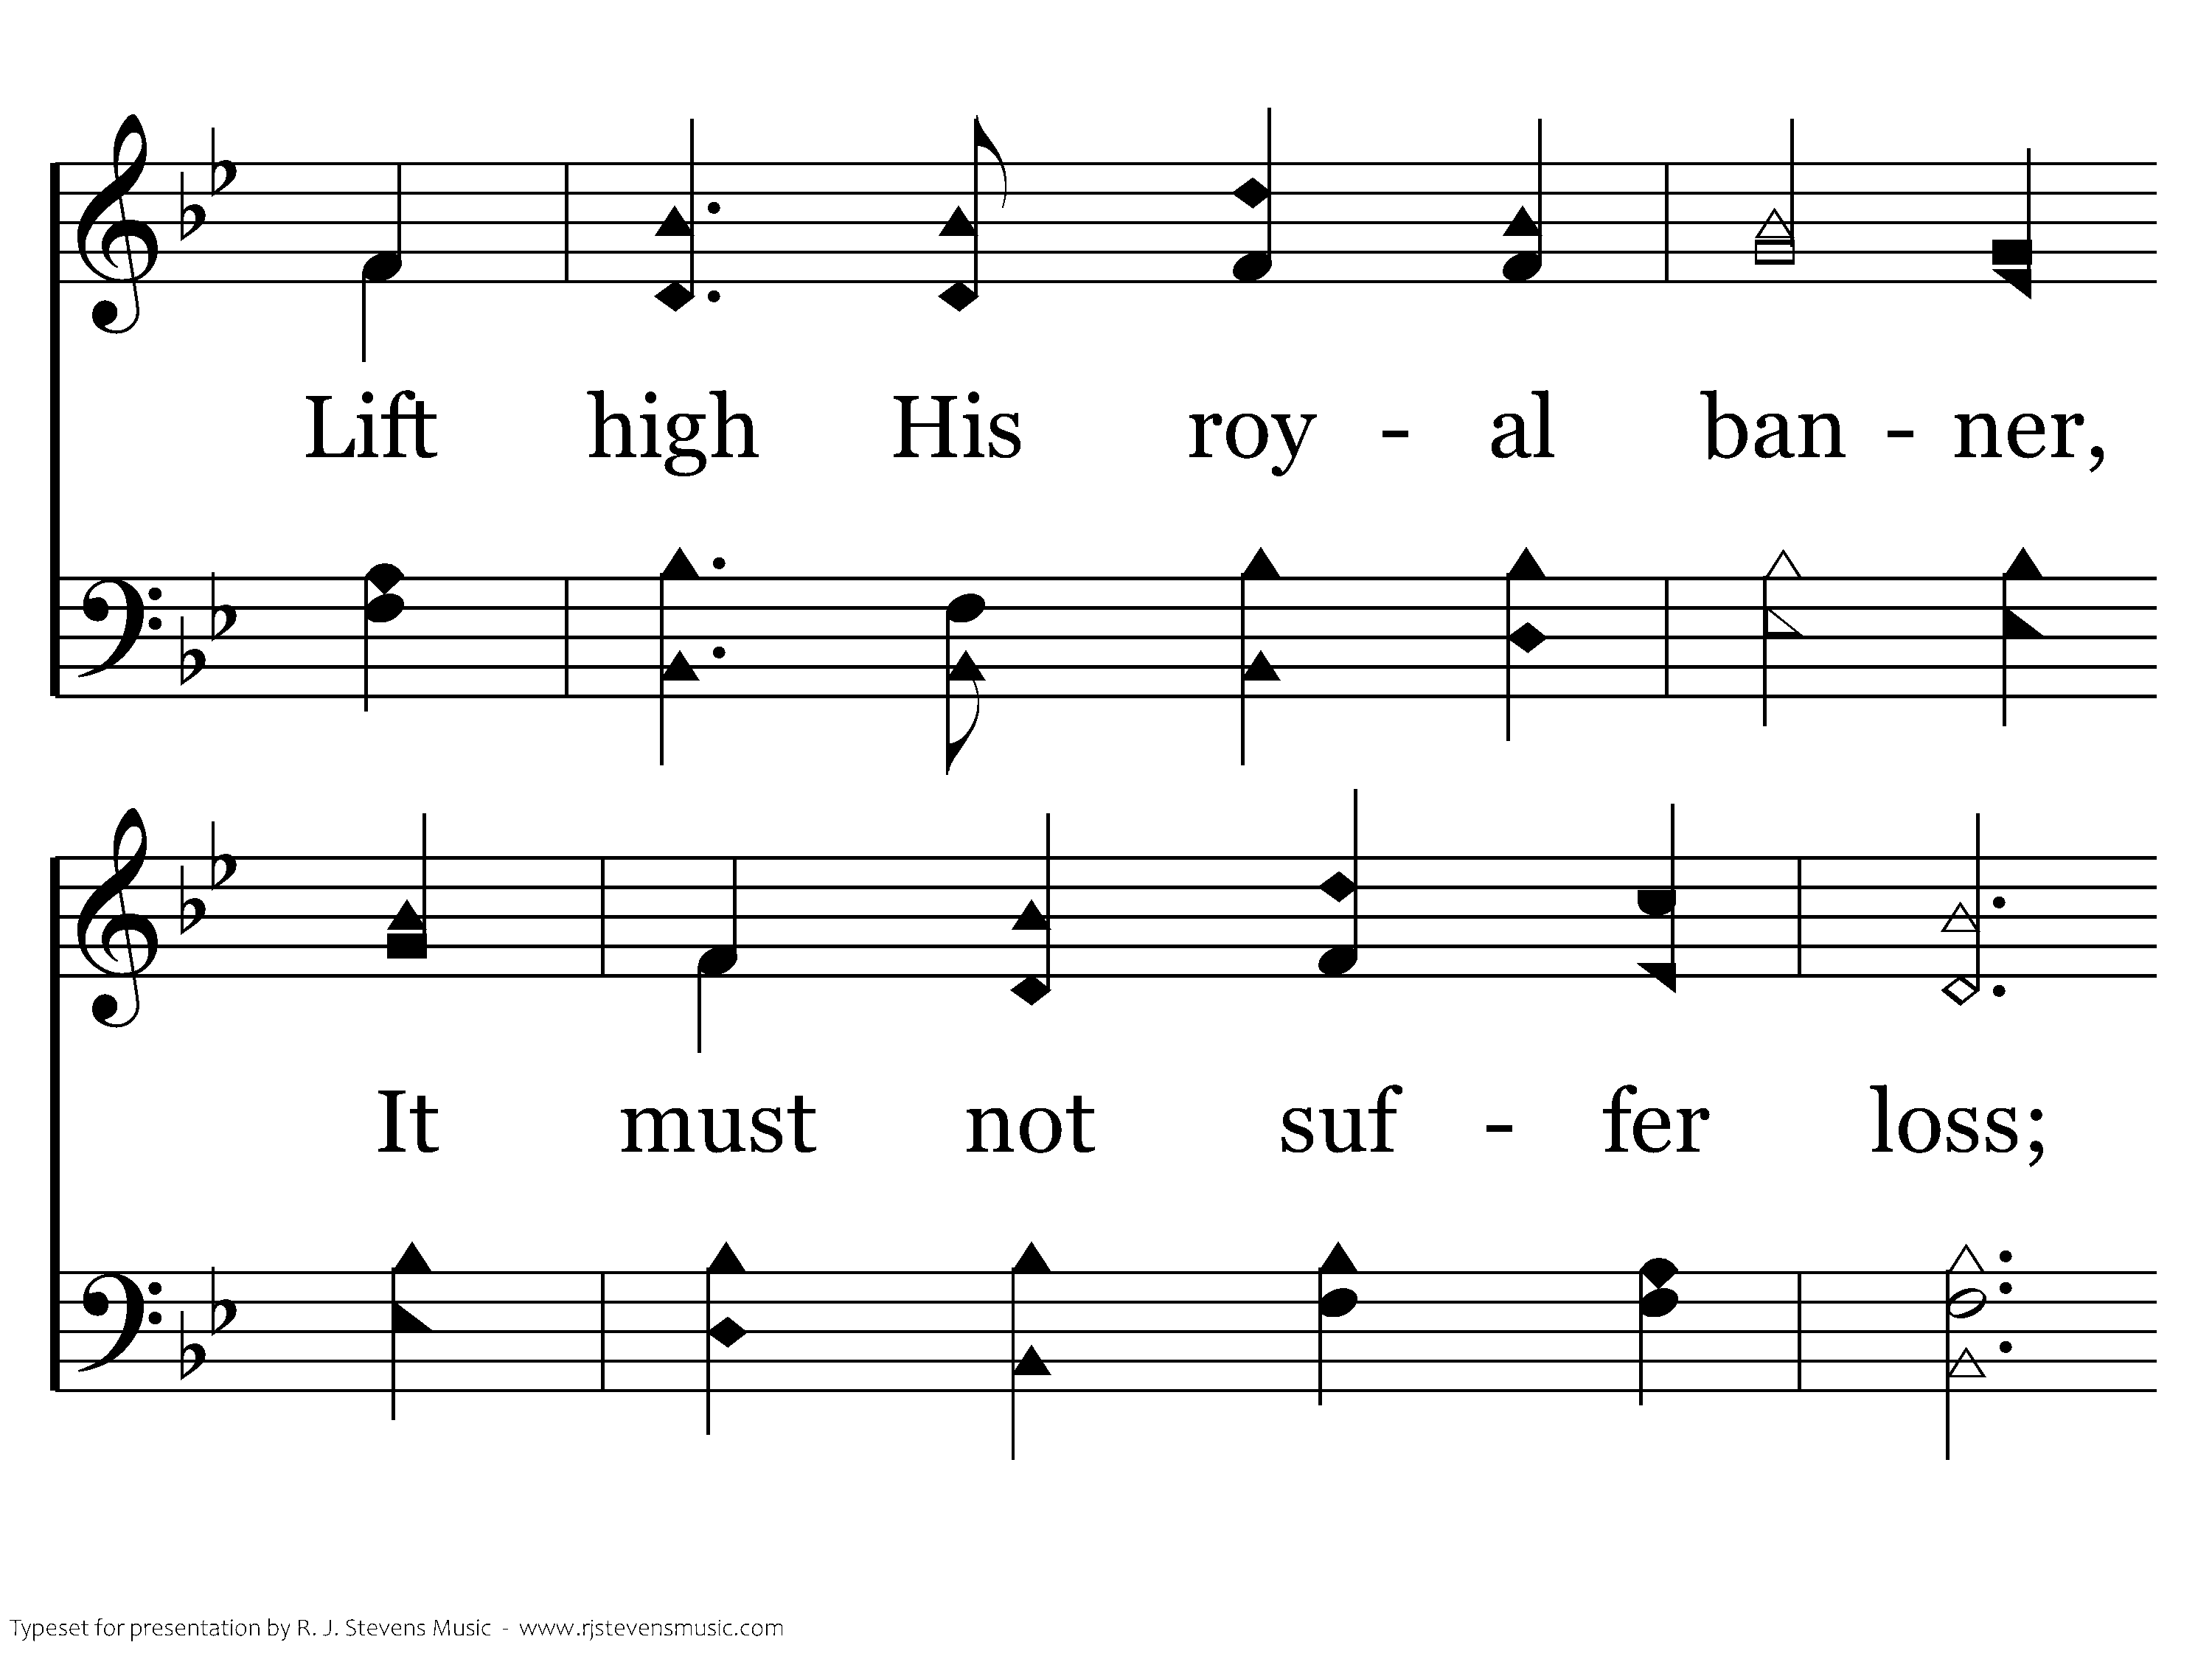 Lift high His roy - al ban - ner,
It must not suf - fer loss;
Typeset for presentation by R. J. Stevens Music - www.rjstevensmusic.com